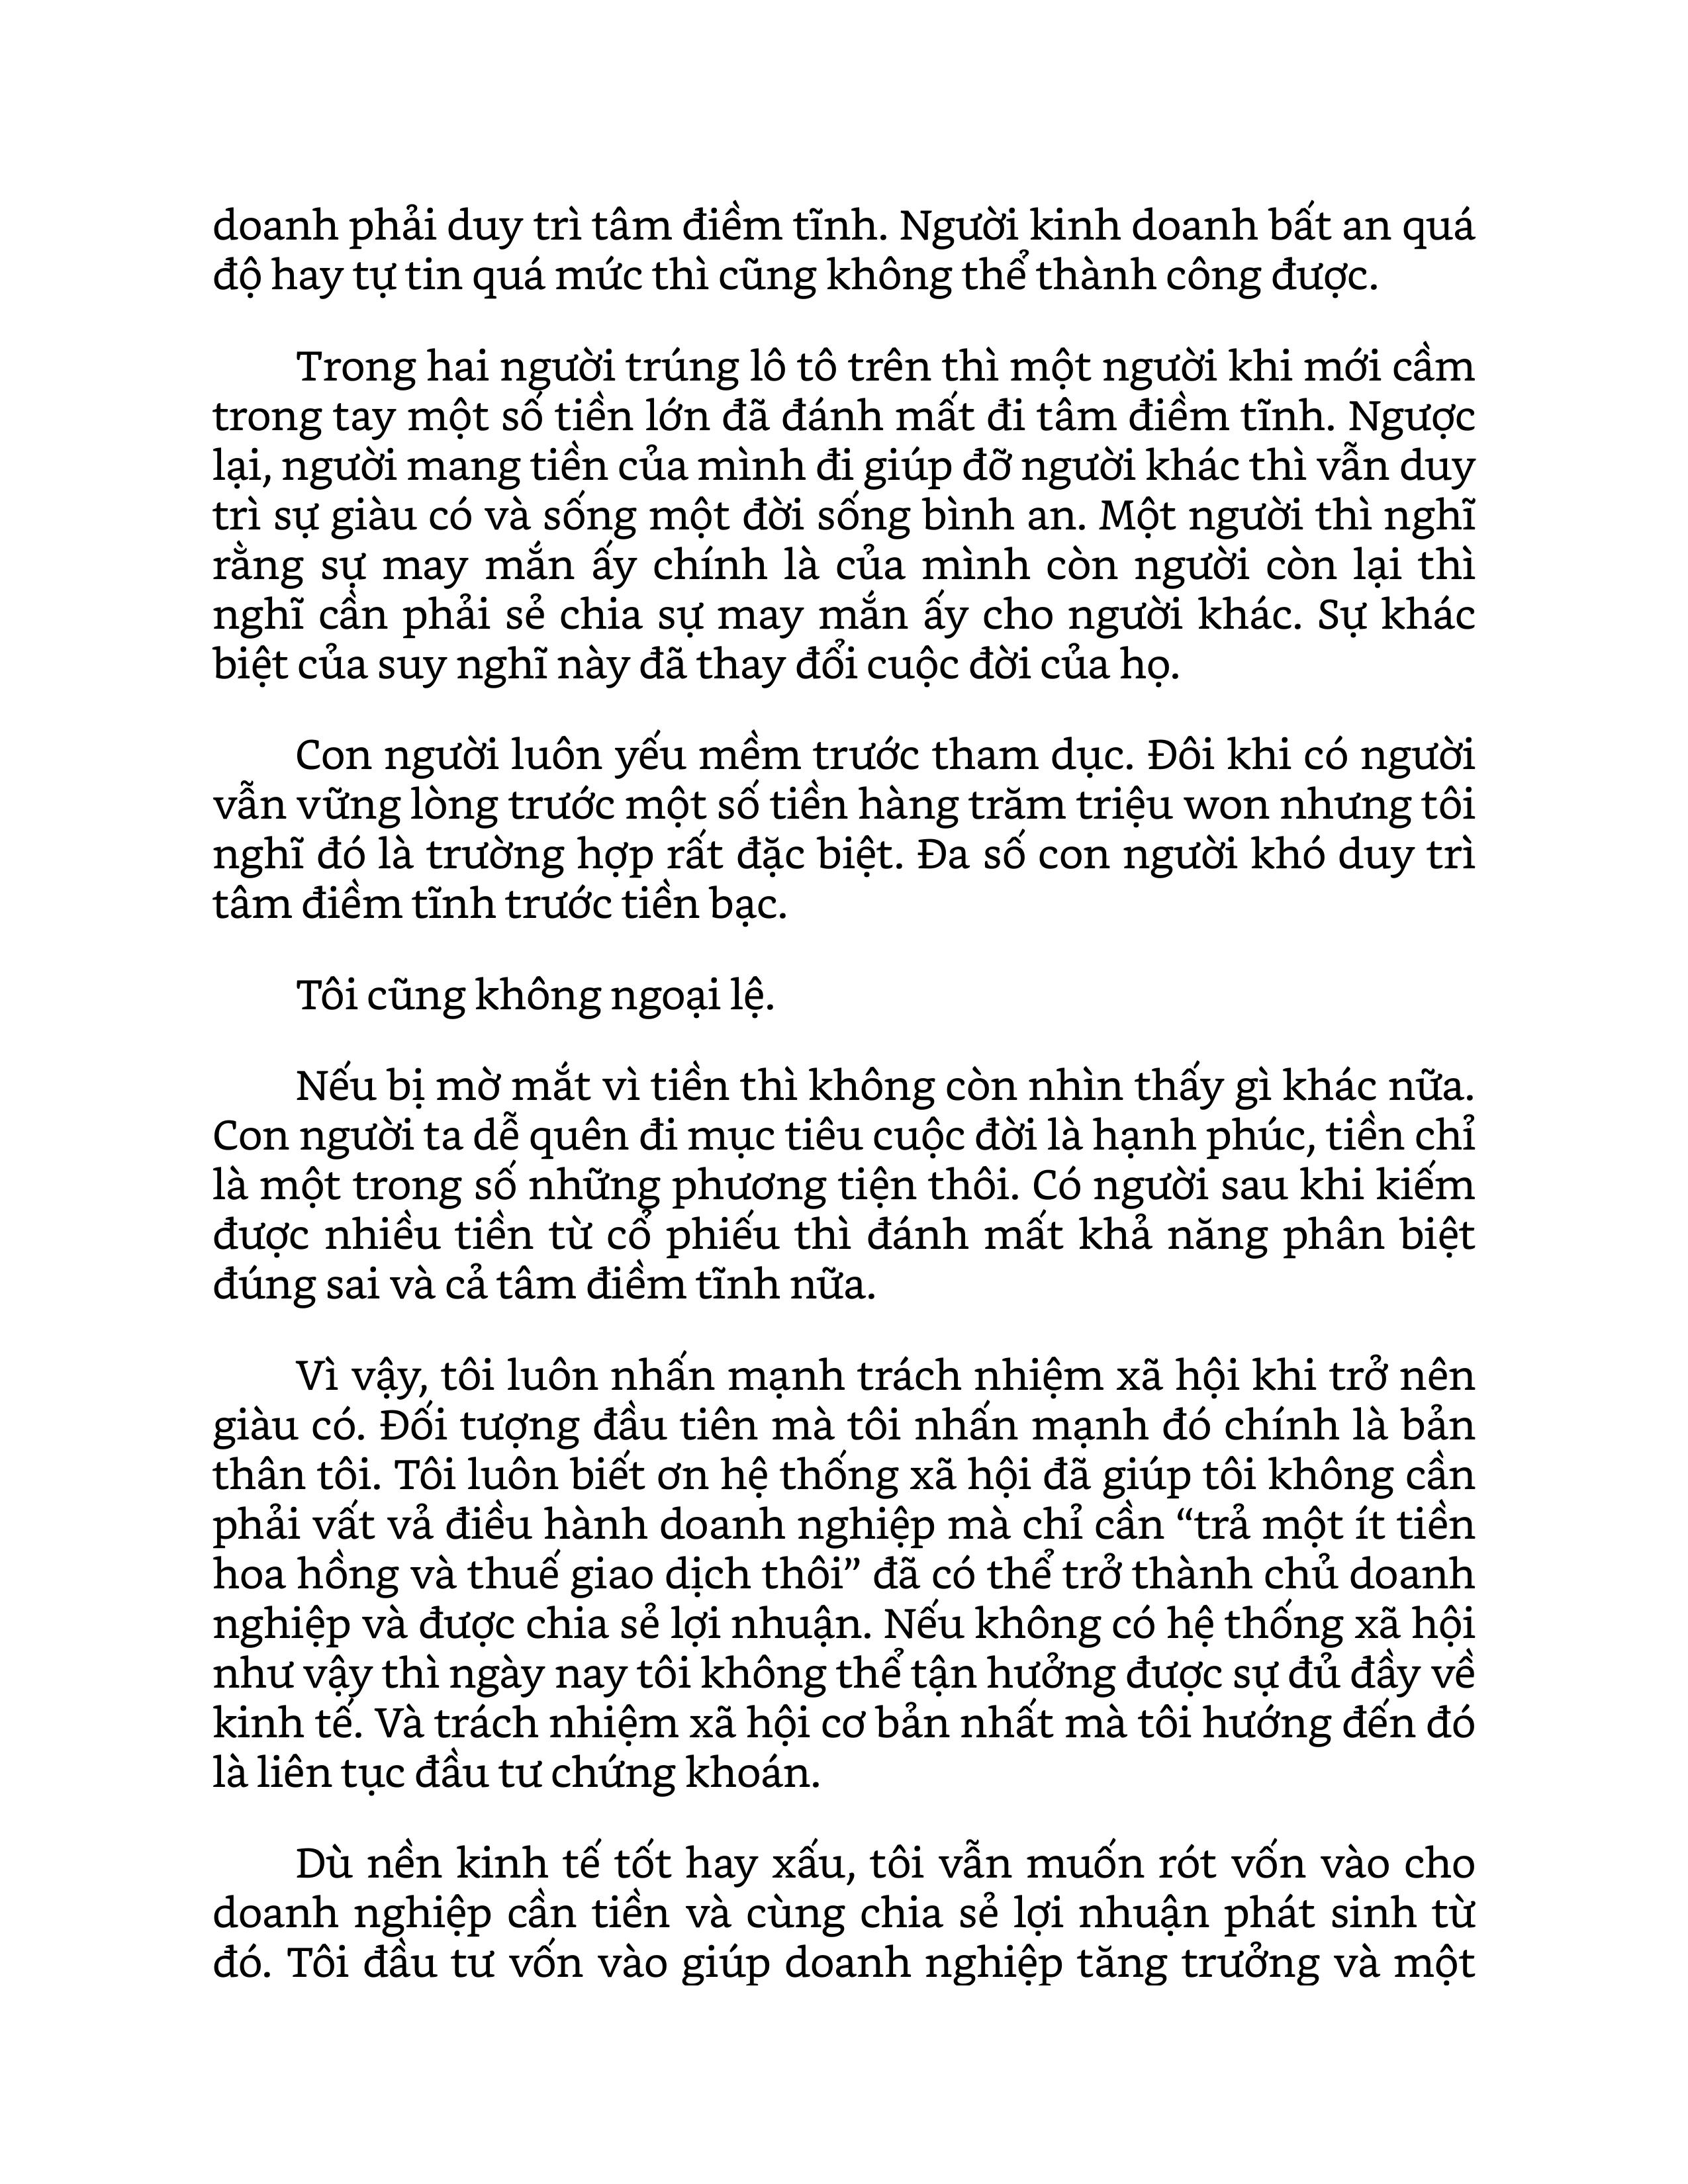 doanh phải duy trì tâm điềm tĩnh. Người kinh doanh bất an quá
độ hay tự tin quá mức thì cũng không thể thành công được.
Trong hai người trúng lô tô trên thì một người khi mới cầm
trong tay một số tiền lớn đã đánh mất đi tâm điềm tĩnh. Ngược
lại, người mang tiền của mình đi giúp đỡ người khác thì vẫn duy
trì sự giàu có và sống một đời sống bình an. Một người thì nghĩ
rằng sự may mắn ấy chính là của mình còn người còn lại thì
nghĩ cần phải sẻ chia sự may mắn ấy cho người khác. Sự khác
biệt của suy nghĩ này đã thay đổi cuộc đời của họ.
Con người luôn yếu mềm trước tham dục. Đôi khi có người
vẫn vững lòng trước một số tiền hàng trăm triệu won nhưng tôi
nghĩ đó là trường hợp rất đặc biệt. Đa số con người khó duy trì
tâm điềm tĩnh trước tiền bạc.
Tôi cũng không ngoại lệ.
Nếu bị mờ mắt vì tiền thì không còn nhìn thấy gì khác nữa.
Con người ta dễ quên đi mục tiêu cuộc đời là hạnh phúc, tiền chỉ
là một trong số những phương tiện thôi. Có người sau khi kiếm
được nhiều tiền từ cổ phiếu thì đánh mất khả năng phân biệt
đúng sai và cả tâm điềm tĩnh nữa.
Vì vậy, tôi luôn nhấn mạnh trách nhiệm xã hội khi trở nên
giàu có. Đối tượng đầu tiên mà tôi nhấn mạnh đó chính là bản
thân tôi. Tôi luôn biết ơn hệ thống xã hội đã giúp tôi không cần
phải vất vả điều hành doanh nghiệp mà chỉ cần “trả một ít tiền
hoa hồng và thuế giao dịch thôi” đã có thể trở thành chủ doanh
nghiệp và được chia sẻ lợi nhuận. Nếu không có hệ thống xã hội
như vậy thì ngày nay tôi không thể tận hưởng được sự đủ đầy về
kinh tế. Và trách nhiệm xã hội cơ bản nhất mà tôi hướng đến đó
là liên tục đầu tư chứng khoán.
Dù nền kinh tế tốt hay xấu, tôi vẫn muốn rót vốn vào cho
doanh nghiệp cần tiền và cùng chia sẻ lợi nhuận phát sinh từ
đó. Tôi đầu tư vốn vào giúp doanh nghiệp tăng trưởng và một